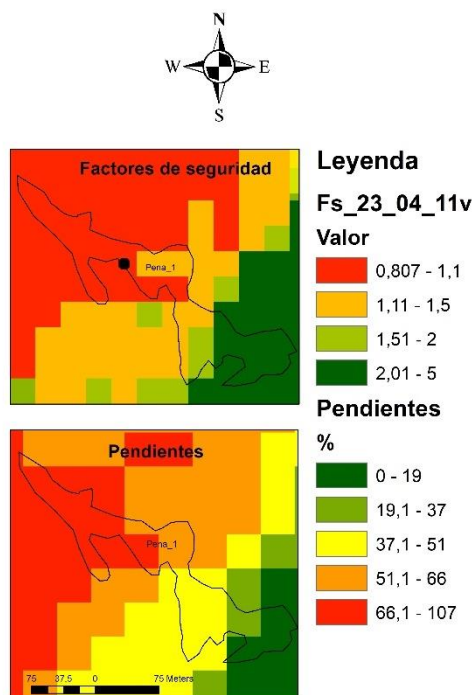 N
W E
S
Factores de seguridad
Pena_1
Leyenda
Fs_23_04_11v
Valor
0,807 - 1,1
1,11 - 1,5
1,51 - 2
2,01 - 5
Pendientes
Pena_1
75 37,5 0 75 Meters
Pendientes
%
0 - 19
19,1 - 37
37,1 - 51
51,1 - 66
66,1 - 107